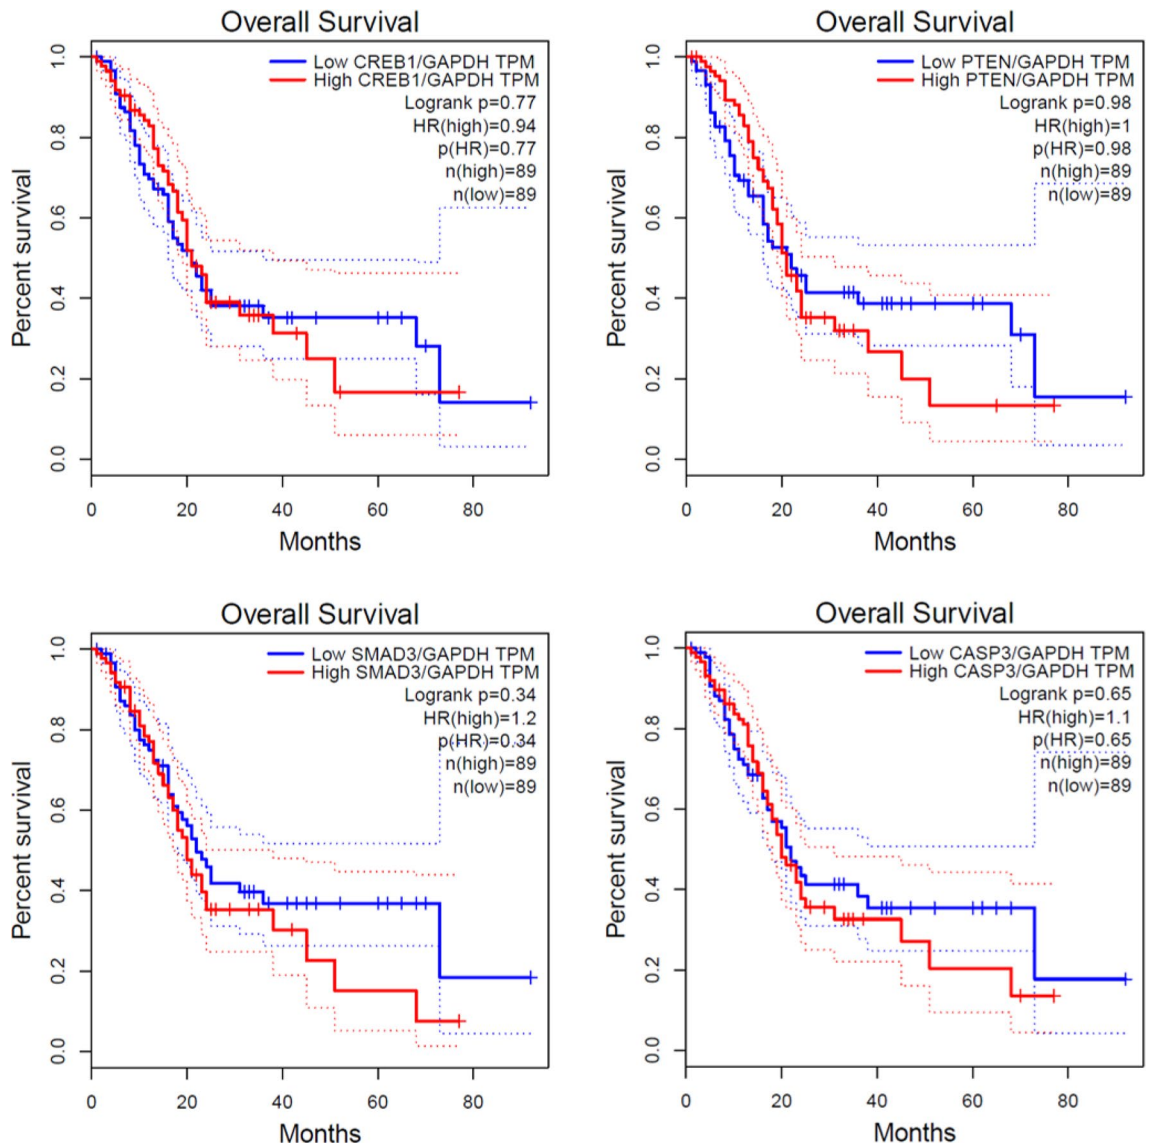 Overall Survival
Low CREB1/GAPDH TPM
High CREB1/GAPDH TPM
Logrank p=0.77
HR(high)=0.94
p(HR)=0.77
n(high)=89
n(low)=89
Percent survival
0.0
0.2
0.4
0.6
0.8
1.0
0 20 40 60 80
Months
Overall Survival
Low PTEN/GAPDH TPM
High PTEN/GAPDH TPM
Logrank p=0.98
HR(high)=1
p(HR)=0.98
n(high)=89
n(low)=89
Percent survival
0.0
0.2
0.4
0.6
0.8
1.0
0 20 40 60 80
Months
Overall Survival
Low SMAD3/GAPDH TPM
High SMAD3/GAPDH TPM
Logrank p=0.34
HR(high)=1.2
p(HR)=0.34
n(high)=89
n(low)=89
Percent survival
0.0
0.2
0.4
0.6
0.8
1.0
0 20 40 60 80
Months
Overall Survival
Low CASP3/GAPDH TPM
High CASP3/GAPDH TPM
Logrank p=0.65
HR(high)=1.1
p(HR)=0.65
n(high)=89
n(low)=89
Percent survival
0.0
0.2
0.4
0.6
0.8
1.0
0 20 40 60 80
Months